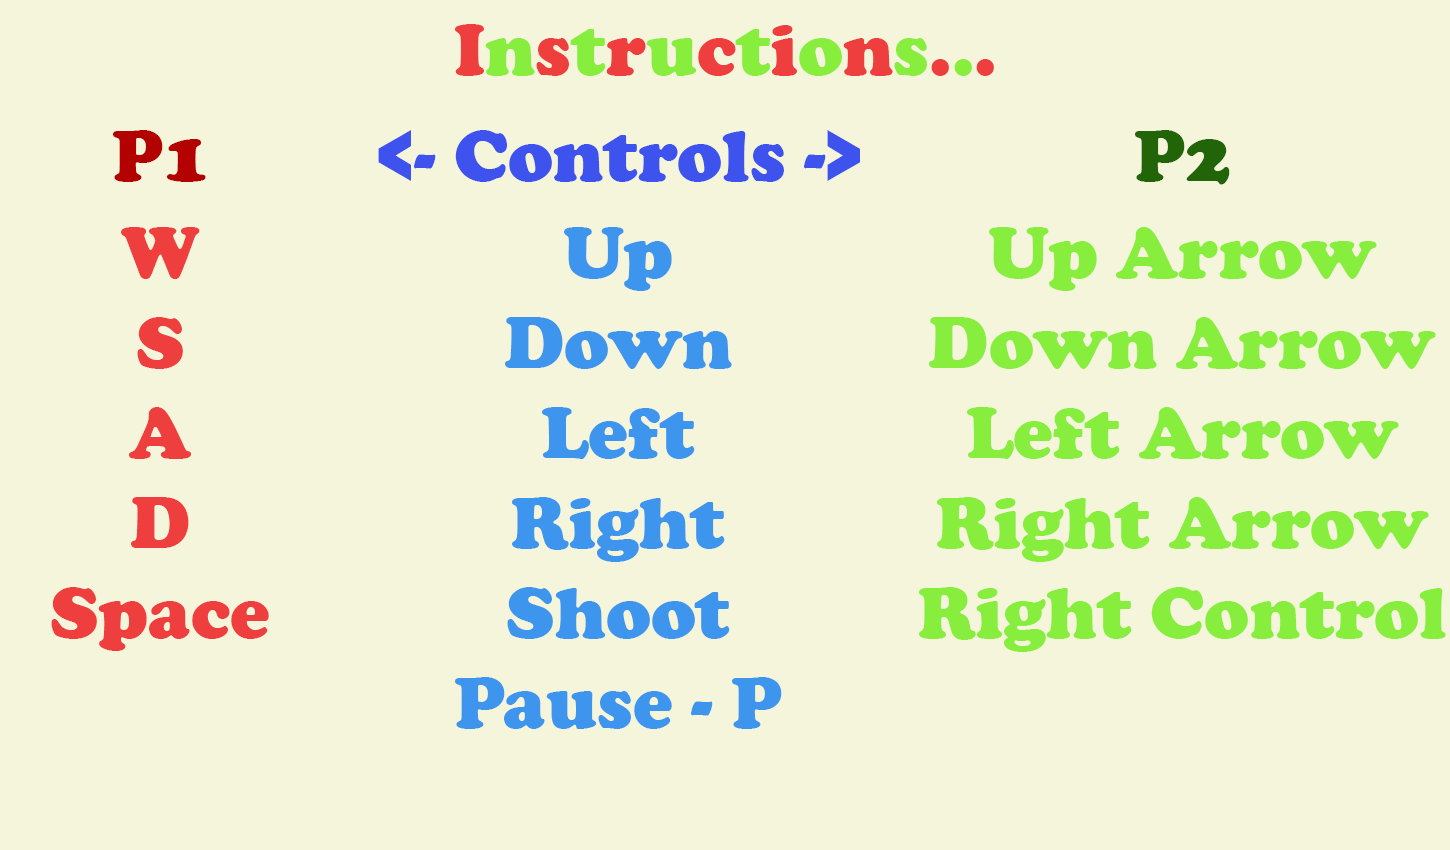 Instructions...
P1 <- Controls -> P2
W Up Up Arrow
S Down Down Arrow
A Left Left Arrow
D Right Right Arrow
Space Shoot Right Control
Pause - P